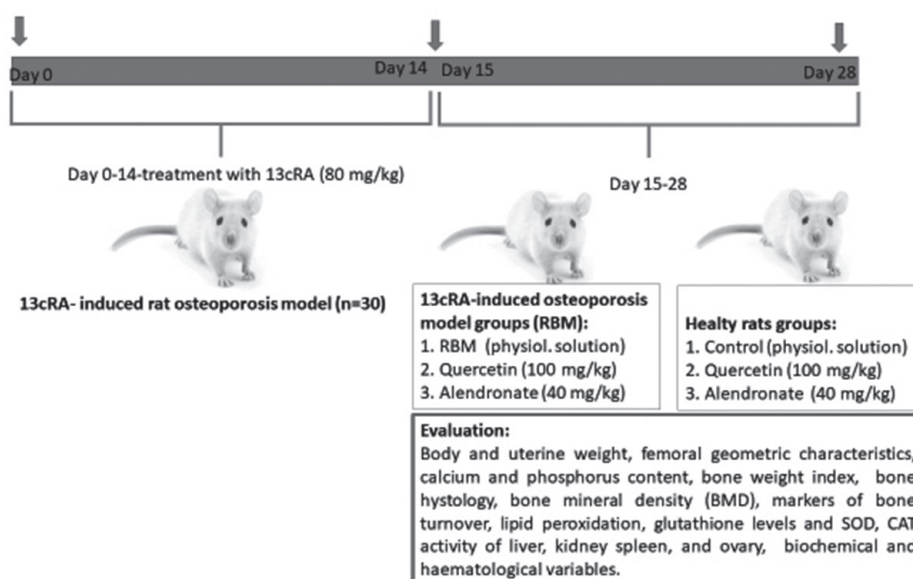 Day 0
Day 14
Day 15
Day 28
Day 0-14-treatment with 13cRA (80 mg/kg)
Day 15-28
13cRA- induced rat osteoporosis model (n=30)
13cRA-induced osteoporosis
model groups (RBM):
1. RBM (physiol. solution)
2. Quercetin (100 mg/kg)
3. Alendronate (40 mg/kg)
Healty rats groups:
1. Control (physiol. solution)
2. Quercetin (100 mg/kg)
3. Alendronate (40 mg/kg)
Evaluation:
Body and uterine weight, femoral geometric characteristics,
calcium and phosphorus content, bone weight index, bone
hystology, bone mineral density (BMD), markers of bone
turnover, lipid peroxidation, glutathione levels and SOD, CAT
activity of liver, kidney spleen, and ovary, biochemical and
haematological variables.